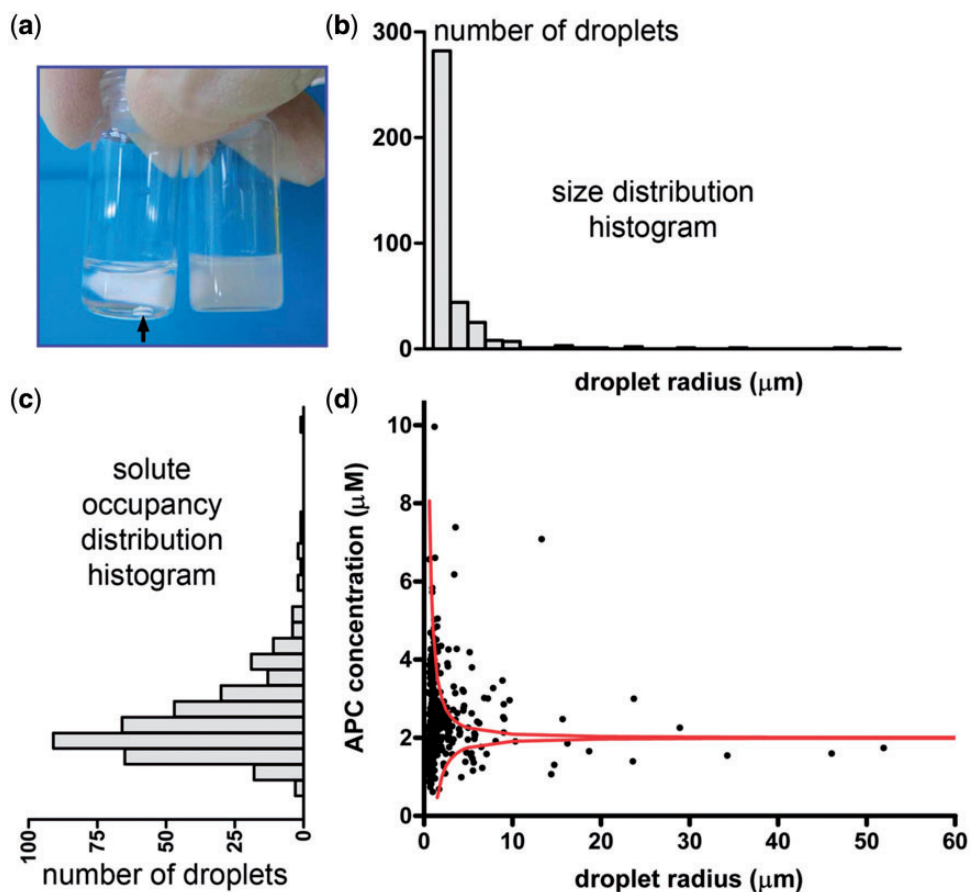 (a)
(b)
300
200
100
0
number of droplets
size distribution
histogram
droplet radius (μm)
(c)
solute
occupancy
distribution
histogram
100
75
50
25
0
number of droplets
(d)
APC concentration (μM)
10
8
6
4
2
0
0
10
20
30
40
50
60
droplet radius (μm)